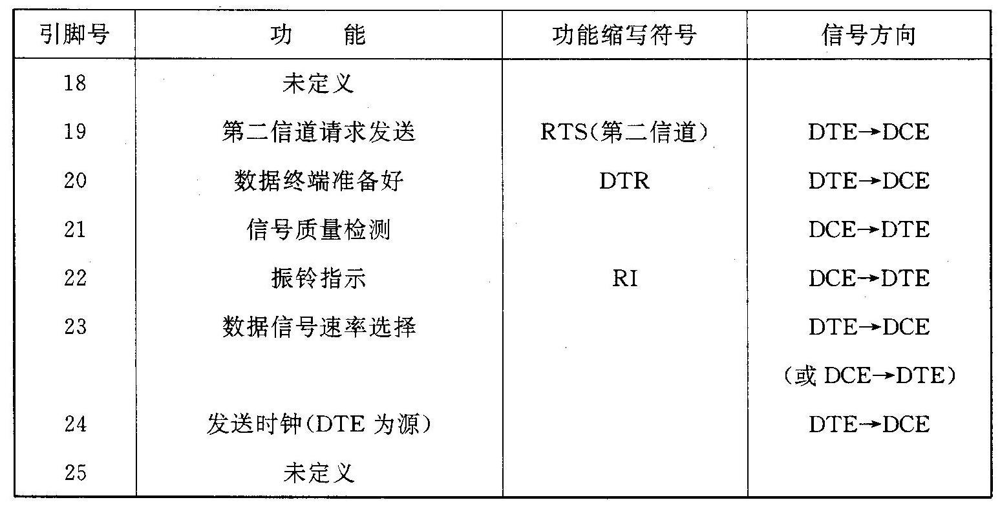 引脚号 功 能 功能缩写符号 信号方向
18 未定义
19 第二信道请求发送 RTS(第二信道) DTE→DCE
20 数据终端准备好 DTR DTE→DCE
21 信号质量检测 DCE→DTE
22 振铃指示 RI DCE→DTE
23 数据信号速率选择 DTE→DCE
(或 DCE→DTE)
24 发送时钟(DTE 为源) DTE→DCE
25 未定义